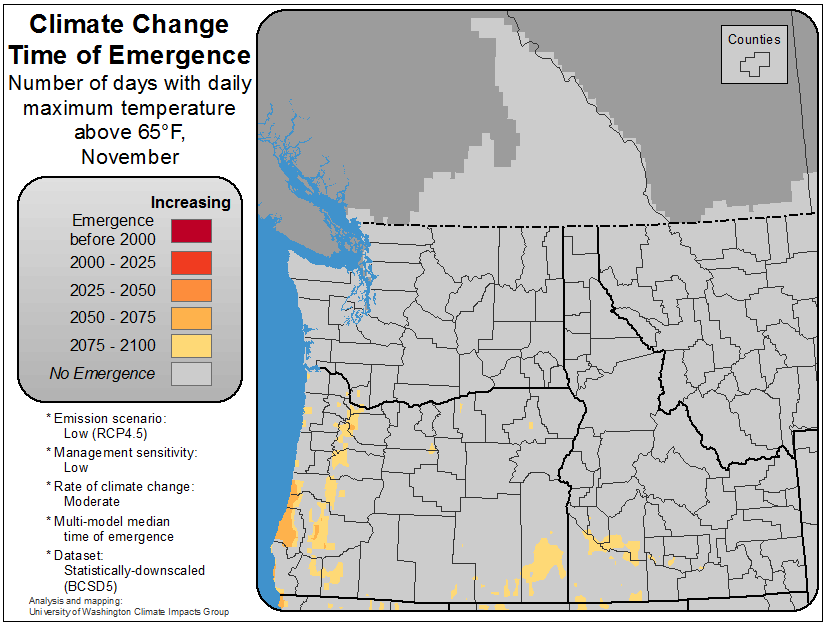 Climate Change
Time of Emergence
Number of days with daily
maximum temperature
above 65°F,
November
Increasing
Emergence
before 2000
2000 - 2025
2025 - 2050
2050 - 2075
2075 - 2100
No Emergence
* Emission scenario:
Low (RCP4.5)
* Management sensitivity:
Low
* Rate of climate change:
Moderate
* Multi-model median
time of emergence
* Dataset:
Statistically-downscaled
(BCSD5)
Analysis and mapping:
University of Washington Climate Impacts Group
Counties